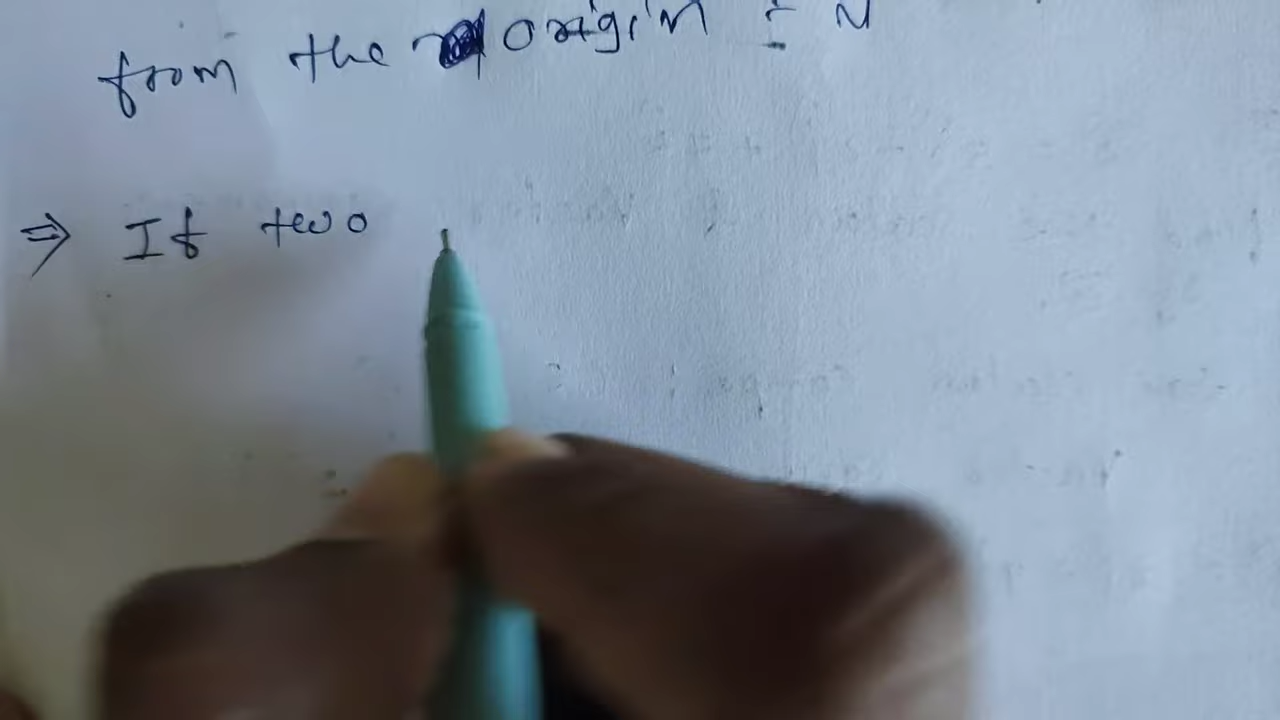 from the origin = N
⇒ If two